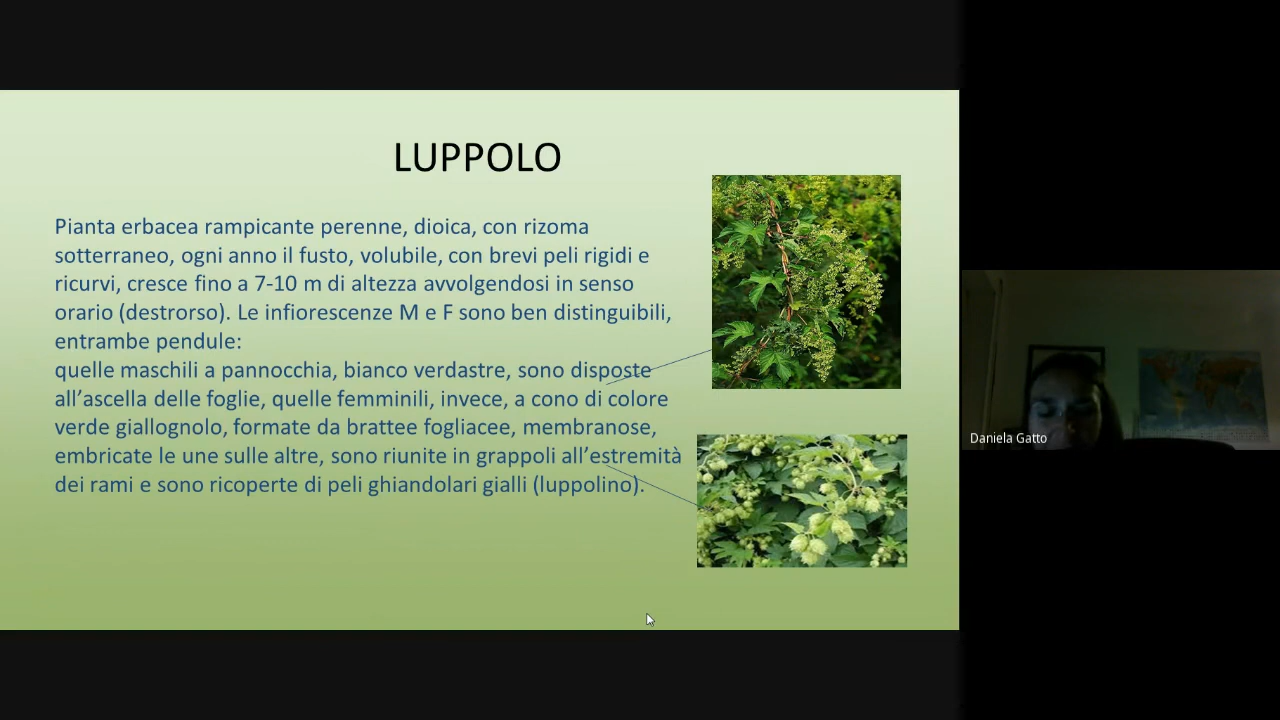 LUPPOLO
Pianta erbacea rampicante perenne, dioica, con rizoma
sotterraneo, ogni anno il fusto, volubile, con brevi peli rigidi e
ricurvi, cresce fino a 7-10 m di altezza avvolgendosi in senso
orario (destrorso). Le infiorescenze M e F sono ben distinguibili,
entrambe pendule:
quelle maschili a pannocchia, bianco verdastre, sono disposte
all’ascella delle foglie, quelle femminili, invece, a cono di colore
verde giallognolo, formate da brattee fogliacee, membranose,
embricate le une sulle altre, sono riunite in grappoli all’estremità
dei rami e sono ricoperte di peli ghiandolari gialli (luppolino).
Daniela Gatto